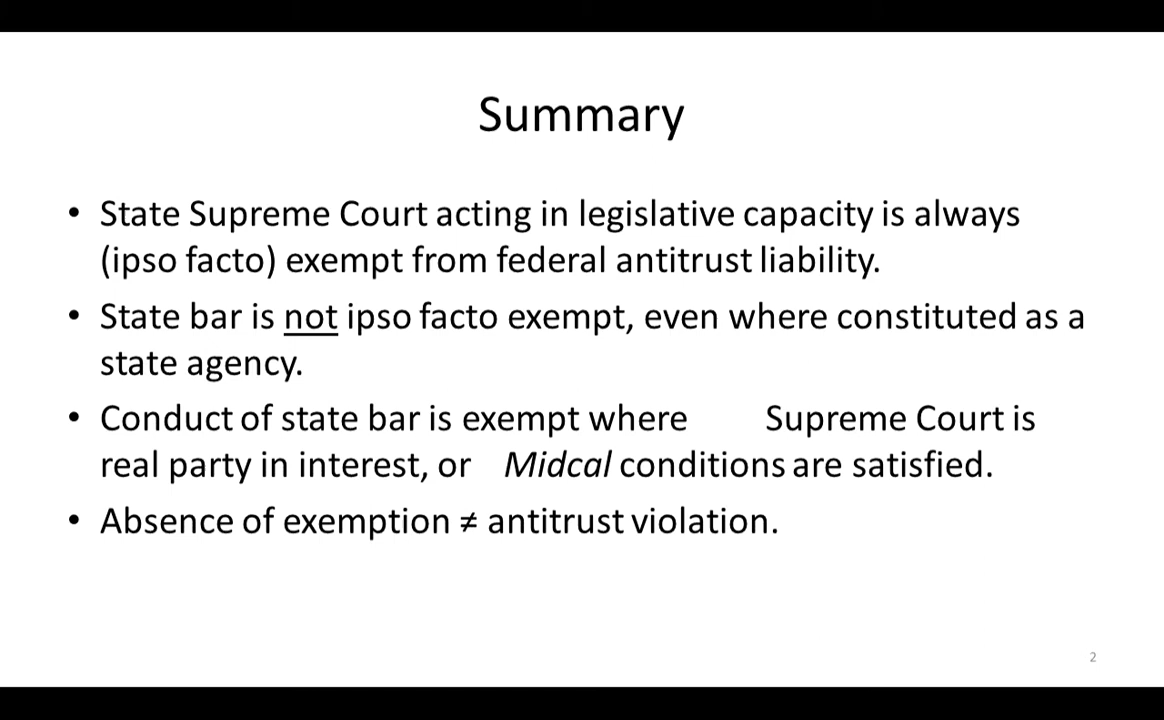 Summary
• State Supreme Court acting in legislative capacity is always
(ipso facto) exempt from federal antitrust liability.
• State bar is not ipso facto exempt, even where constituted as a
state agency.
• Conduct of state bar is exempt where Supreme Court is
real party in interest, or Midcal conditions are satisfied.
• Absence of exemption ≠ antitrust violation.
2